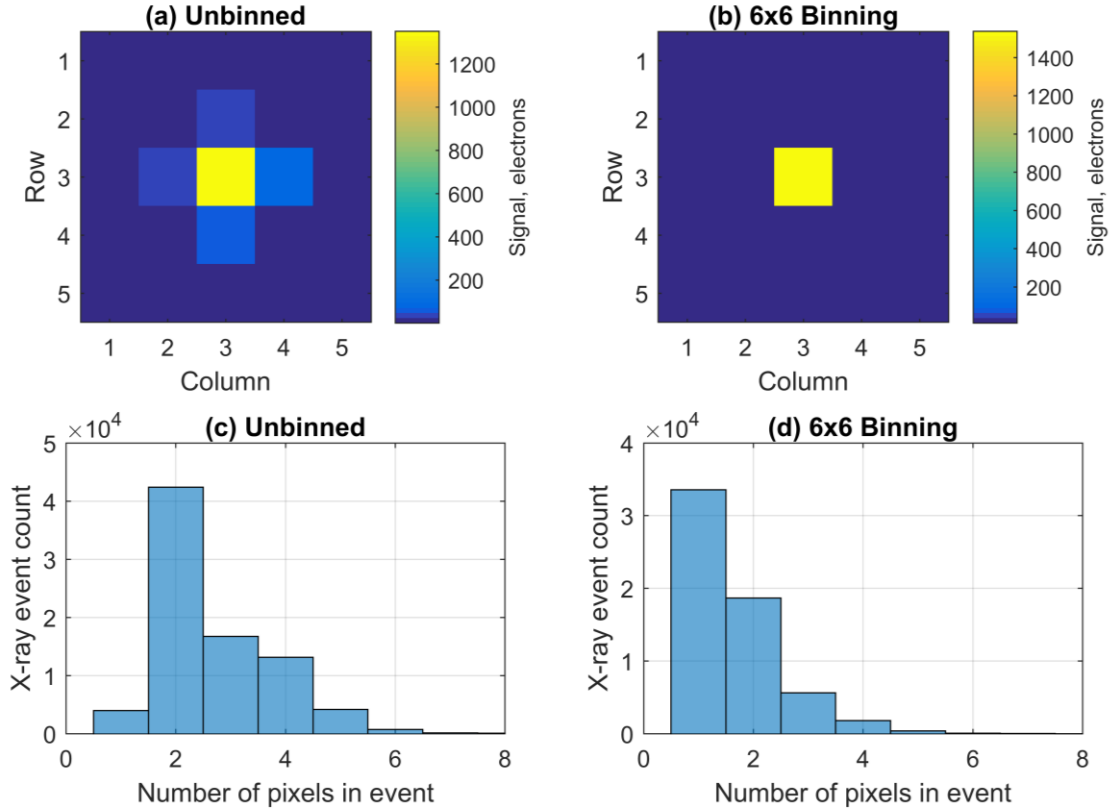 (a) Unbinned
1
2
3
4
5
Row
1 2 3 4 5
Column
1200
1000
800
600
400
200
Signal, electrons
(b) 6x6 Binning
1
2
3
4
5
Row
1 2 3 4 5
Column
1400
1200
1000
800
600
400
200
Signal, electrons
(c) Unbinned
×10⁴
5
4
3
2
1
0
X-ray event count
0 2 4 6 8
Number of pixels in event
(d) 6x6 Binning
×10⁴
4
3
2
1
0
X-ray event count
0 2 4 6 8
Number of pixels in event